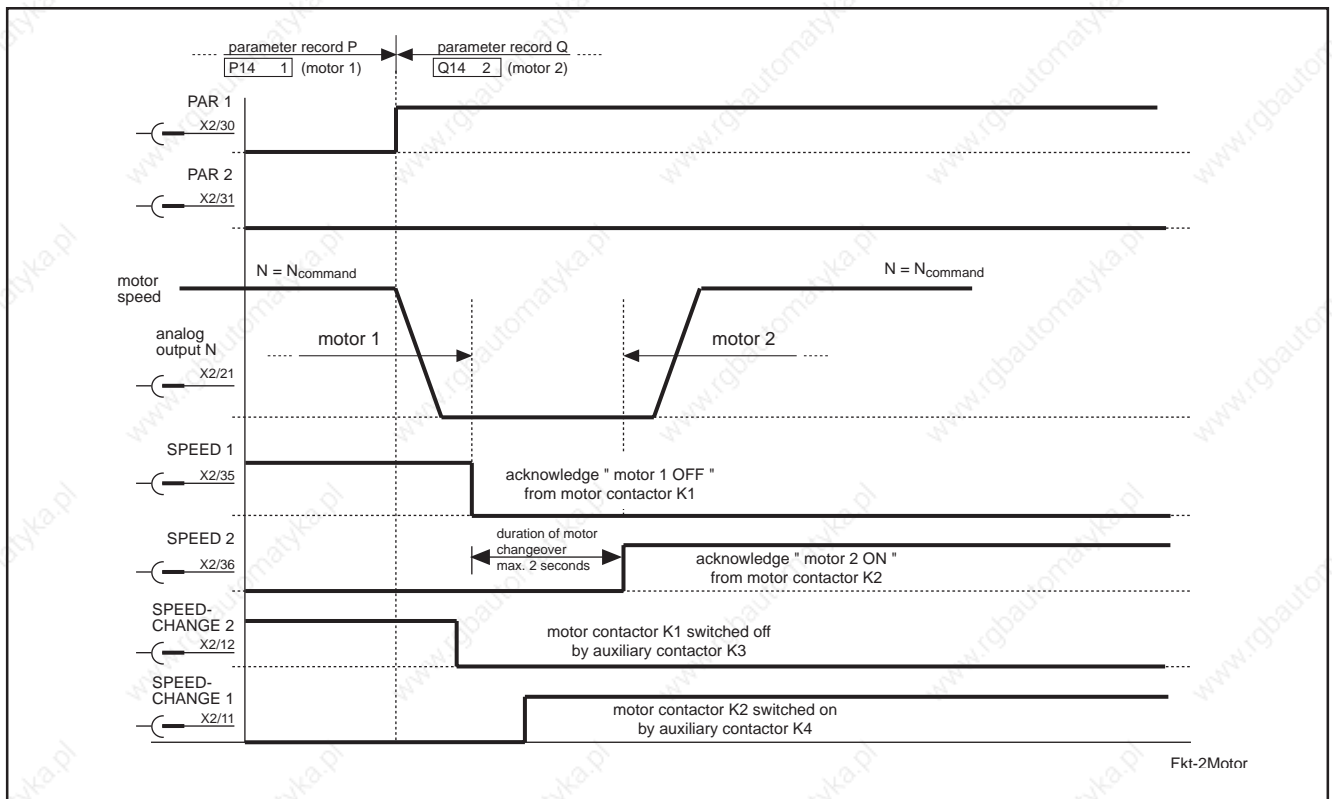 parameter record P
parameter record Q
P14 1 (motor 1)
Q14 2 (motor 2)
PAR 1
X2/30
PAR 2
X2/31
motor
speed
N = Ncommand
N = Ncommand
analog
output N
motor 1
motor 2
X2/21
SPEED 1
X2/35
acknowledge " motor 1 OFF "
from motor contactor K1
SPEED 2
X2/36
duration of motor
changeover
max. 2 seconds
acknowledge " motor 2 ON "
from motor contactor K2
SPEED-
CHANGE 2
X2/12
motor contactor K1 switched off
by auxiliary contactor K3
SPEED-
CHANGE 1
X2/11
motor contactor K2 switched on
by auxiliary contactor K4
Fkt-2Motor
www.rgbautomatyka.pl